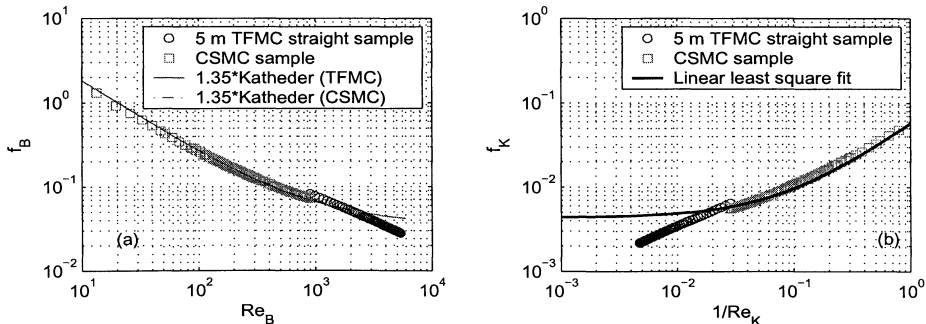 10^1
10^0
10^-1
10^-2
f_B
5 m TFMC straight sample
CSMC sample
1.35*Katheder (TFMC)
1.35*Katheder (CSMC)
(a)
10^1 10^2 10^3 10^4
Re_B
10^0
10^-1
10^-2
10^-3
f_K
5 m TFMC straight sample
CSMC sample
Linear least square fit
(b)
10^-3 10^-2 10^-1 10^0
1/Re_K